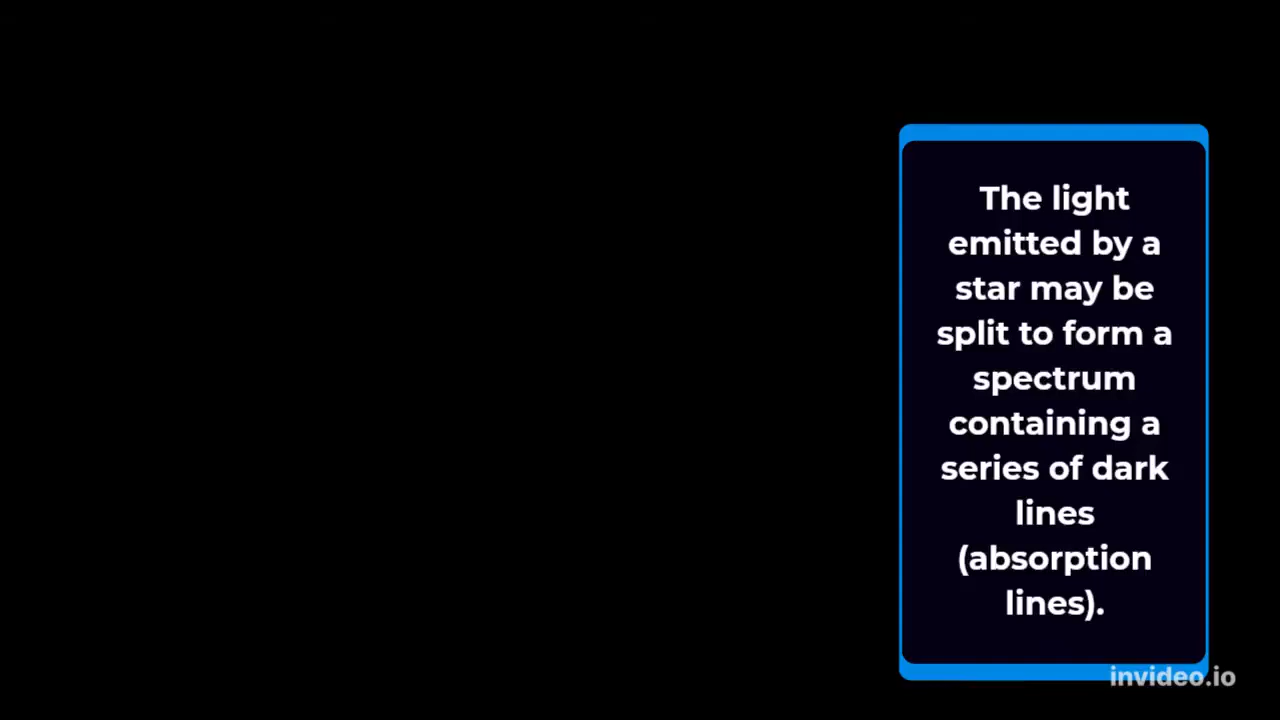 The light
emitted by a
star may be
split to form a
spectrum
containing a
series of dark
lines
(absorption
lines).
invideo.io